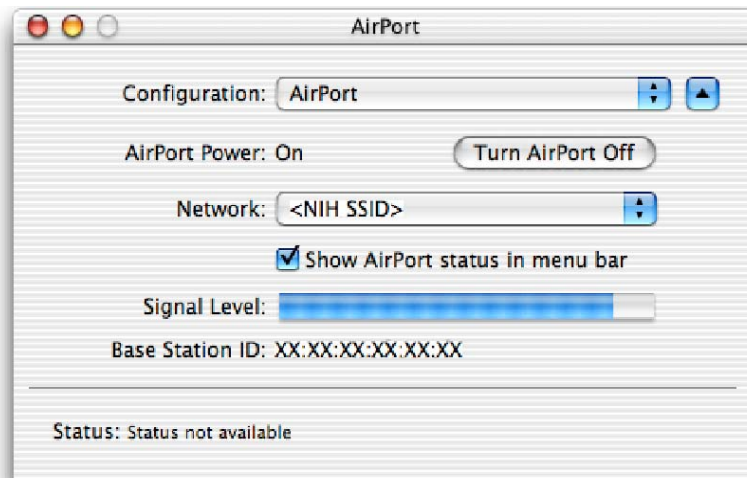 AirPort
Configuration: AirPort
AirPort Power: On Turn AirPort Off
Network: <NIH SSID>
Show AirPort status in menu bar
Signal Level:
Base Station ID: XX:XX:XX:XX:XX:XX
Status: Status not available